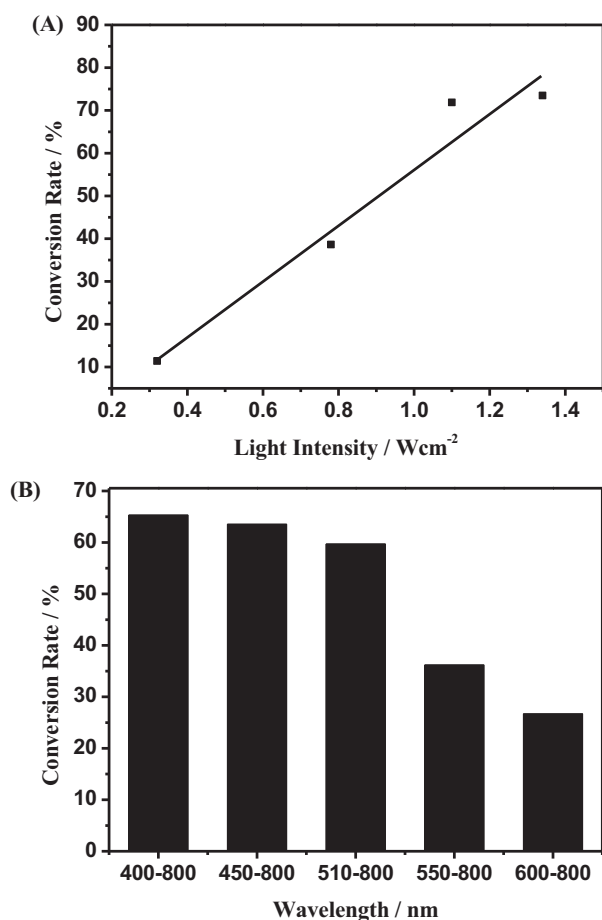 (A)
90
80
70
60
50
40
30
20
10
Conversion Rate / %
0.2 0.4 0.6 0.8 1.0 1.2 1.4
Light Intensity / Wcm-2
(B)
70
60
50
40
30
20
10
0
Conversion Rate / %
400-800 450-800 510-800 550-800 600-800
Wavelength / nm